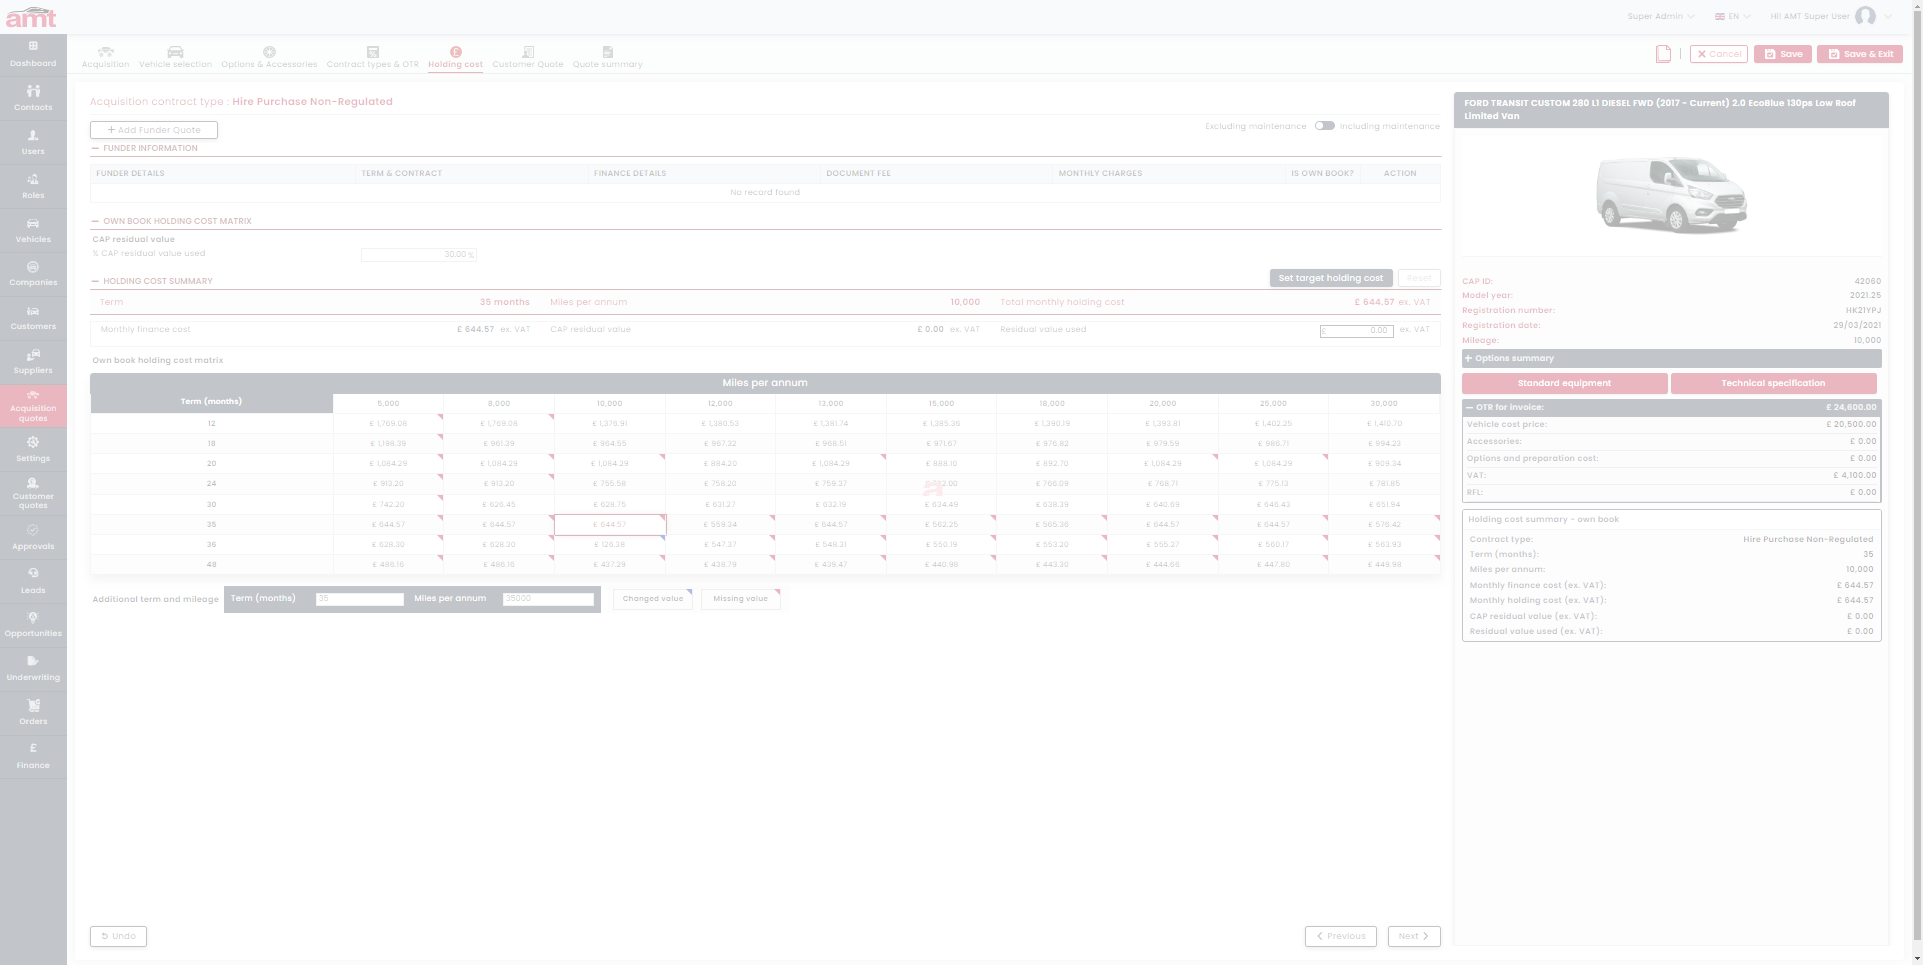 amt
Super Admin
EN
Hi! AMT Super User
Dashboard
Contacts
Users
Roles
Vehicles
Companies
Customers
Suppliers
Acquisition quotes
Settings
Customer quotes
Approvals
Leads
Opportunities
Underwriting
Orders
£
Finance
Acquisition
Vehicle selection
Options & Accessories
Contract types & OTR
Holding cost
Customer Quote
Quote summary
Cancel
Save
Save & Exit
Acquisition contract type : Hire Purchase Non-Regulated
+ Add Funder Quote
Excluding maintenance
Including maintenance
FUNDER INFORMATION
FUNDER DETAILS TERM & CONTRACT FINANCE DETAILS DOCUMENT FEE MONTHLY CHARGES IS OWN BOOK? ACTION
No record found
OWN BOOK HOLDING COST MATRIX
CAP residual value
% CAP residual value used 30.00 %
HOLDING COST SUMMARY
Set target holding cost
Reset
Term 35 months Miles per annum 10,000 Total monthly holding cost £ 644.57 ex. VAT
Monthly finance cost £ 644.57 ex. VAT CAP residual value £ 0.00 ex. VAT Residual value used £ 0.00 ex. VAT
Own book holding cost matrix
Miles per annum
Term (months) 5,000 8,000 10,000 12,000 13,000 15,000 18,000 20,000 25,000 30,000
12 £ 1,769.08 £ 1,769.08 £ 1,376.91 £ 1,380.53 £ 1,381.74 £ 1,385.36 £ 1,390.19 £ 1,393.81 £ 1,402.25 £ 1,410.70
18 £ 1,198.39 £ 961.39 £ 964.55 £ 967.32 £ 968.51 £ 971.67 £ 976.82 £ 979.59 £ 986.71 £ 994.23
20 £ 1,084.29 £ 1,084.29 £ 1,084.29 £ 884.20 £ 1,084.29 £ 888.10 £ 892.70 £ 1,084.29 £ 1,084.29 £ 908.34
24 £ 913.20 £ 913.20 £ 755.58 £ 758.20 £ 759.37 £ 766.09 £ 768.71 £ 775.13 £ 781.85
30 £ 742.30 £ 626.45 £ 628.75 £ 631.27 £ 632.19 £ 634.49 £ 638.39 £ 640.69 £ 646.43 £ 651.94
35 £ 644.57 £ 644.57 £ 644.57 £ 559.34 £ 644.57 £ 562.25 £ 565.36 £ 644.57 £ 644.57 £ 576.42
36 £ 628.30 £ 628.30 £ 126.38 £ 547.37 £ 548.31 £ 550.19 £ 553.20 £ 555.27 £ 560.17 £ 563.93
48 £ 486.16 £ 486.16 £ 437.29 £ 438.79 £ 439.47 £ 440.98 £ 443.30 £ 444.66 £ 447.80 £ 449.98
Additional term and mileage Term (months) 35 Miles per annum 35000 Changed value Missing value
Undo
Previous
Next
FORD TRANSIT CUSTOM 280 L1 DIESEL FWD (2017 - Current) 2.0 EcoBlue 130ps Low Roof
Limited Van
CAP ID: 42060
Model year: 2021.25
Registration number: HK21YPJ
Registration date: 29/03/2021
Mileage: 10,000
+ Options summary
Standard equipment
Technical specification
OTR for invoice: £ 24,600.00
Vehicle cost price: £ 20,500.00
Accessories: £ 0.00
Options and preparation cost: £ 0.00
VAT: £ 4,100.00
RFL: £ 0.00
Holding cost summary - own book
Contract type: Hire Purchase Non-Regulated
Term (months): 35
Miles per annum: 10,000
Monthly finance cost (ex. VAT): £ 644.57
Monthly holding cost (ex. VAT): £ 644.57
CAP residual value (ex. VAT): £ 0.00
Residual value used (ex. VAT): £ 0.00